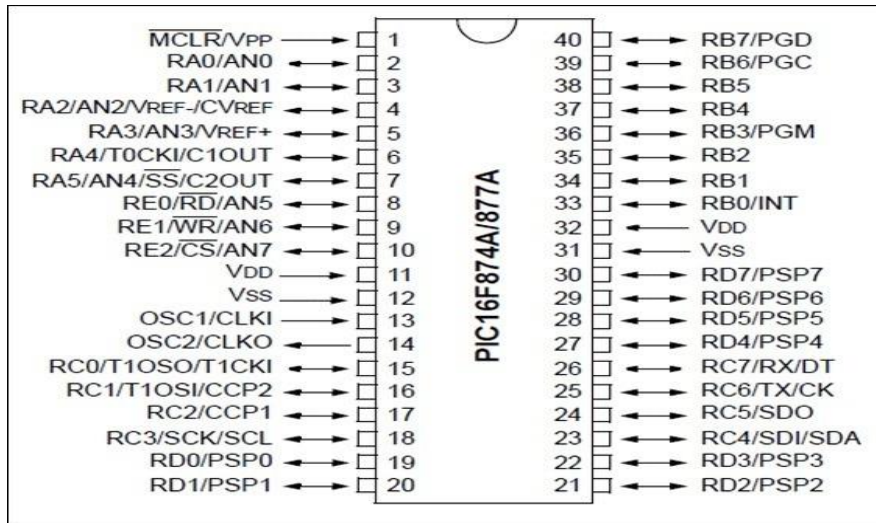 MCLR/VPP 1 40 RB7/PGD
RA0/AN0 2 39 RB6/PGC
RA1/AN1 3 38 RB5
RA2/AN2/VREF-/CVREF 4 37 RB4
RA3/AN3/VREF+ 5 36 RB3/PGM
RA4/T0CKI/C1OUT 6 35 RB2
RA5/AN4/SS/C2OUT 7 34 RB1
RE0/RD/AN5 8 33 RB0/INT
RE1/WR/AN6 9 32 VDD
RE2/CS/AN7 10 31 VSS
VDD 11 30 RD7/PSP7
VSS 12 29 RD6/PSP6
OSC1/CLKI 13 28 RD5/PSP5
OSC2/CLKO 14 27 RD4/PSP4
RC0/T1OSO/T1CKI 15 26 RC7/RX/DT
RC1/T1OSI/CCP2 16 25 RC6/TX/CK
RC2/CCP1 17 24 RC5/SDO
RC3/SCK/SCL 18 23 RC4/SDI/SDA
RD0/PSP0 19 22 RD3/PSP3
RD1/PSP1 20 21 RD2/PSP2
PIC16F874A/877A